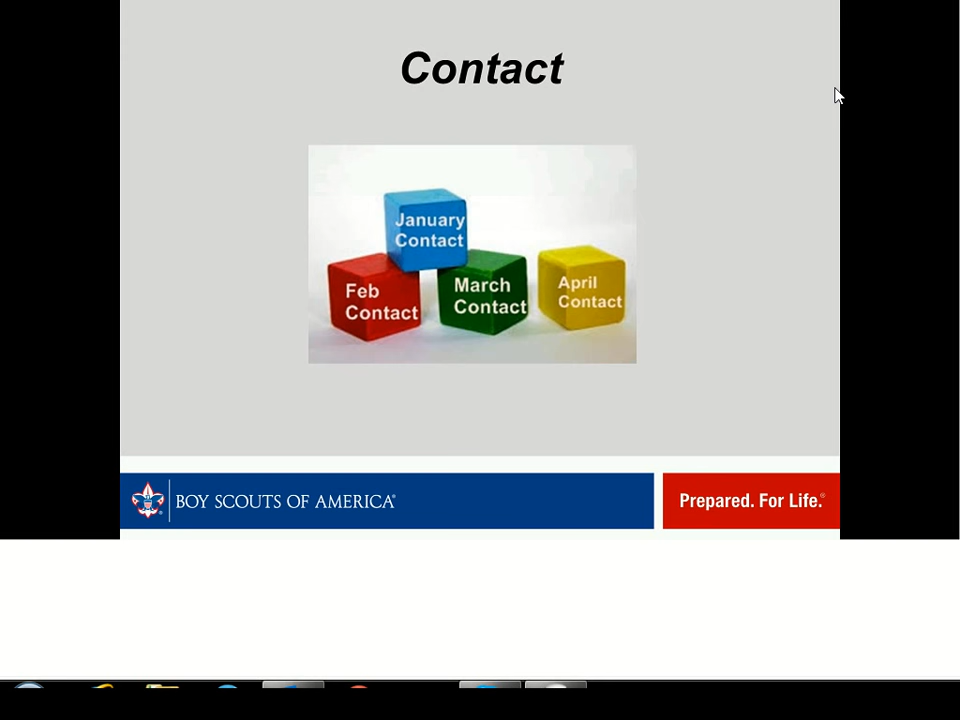 Contact
January
Contact
Feb
Contact
March
Contact
April
Contact
BOY SCOUTS OF AMERICA®
Prepared. For Life.®